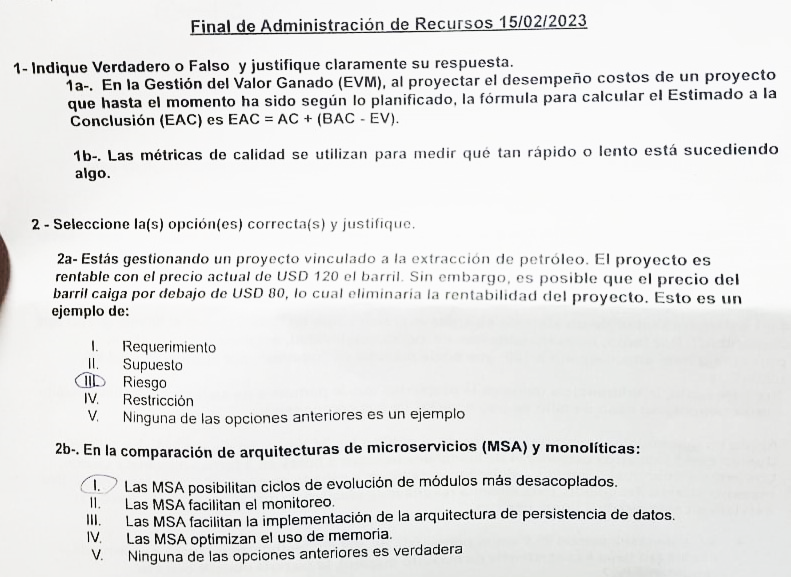 Final de Administración de Recursos 15/02/2023
1- Indique Verdadero o Falso y justifique claramente su respuesta.
1a-. En la Gestión del Valor Ganado (EVM), al proyectar el desempeño costos de un proyecto
que hasta el momento ha sido según lo planificado, la fórmula para calcular el Estimado a la
Conclusión (EAC) es EAC = AC + (BAC - EV).
1b-. Las métricas de calidad se utilizan para medir qué tan rápido o lento está sucediendo
algo.
2 - Seleccione la(s) opción(es) correcta(s) y justifique.
2a- Estás gestionando un proyecto vinculado a la extracción de petróleo. El proyecto es
rentable con el precio actual de USD 120 el barril. Sin embargo, es posible que el precio del
barril caiga por debajo de USD 80, lo cual eliminaría la rentabilidad del proyecto. Esto es un
ejemplo de:
I. Requerimiento
II. Supuesto
III. Riesgo
IV. Restricción
V. Ninguna de las opciones anteriores es un ejemplo
2b-. En la comparación de arquitecturas de microservicios (MSA) y monolíticas:
I. Las MSA posibilitan ciclos de evolución de módulos más desacoplados.
II. Las MSA facilitan el monitoreo.
III. Las MSA facilitan la implementación de la arquitectura de persistencia de datos.
IV. Las MSA optimizan el uso de memoria.
V. Ninguna de las opciones anteriores es verdadera